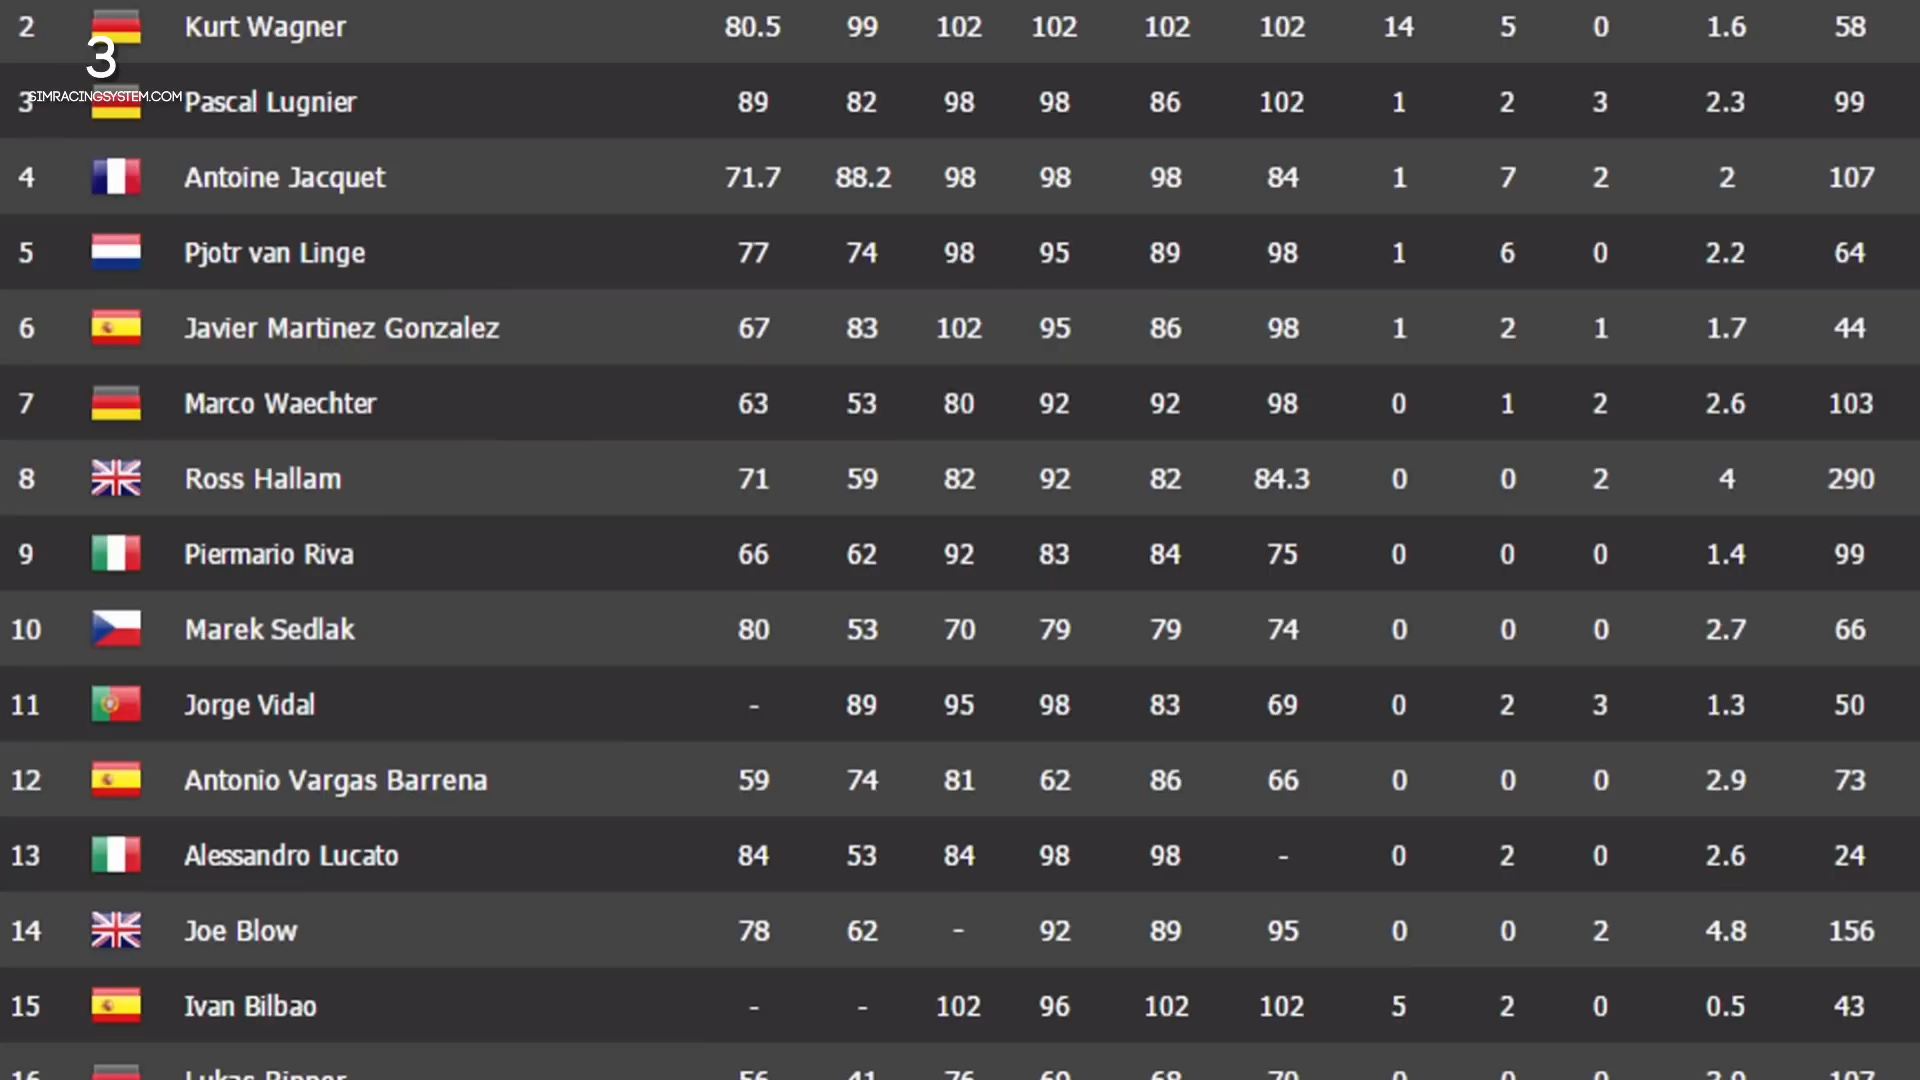 2 Kurt Wagner 80.5 99 102 102 102 102 14 5 0 1.6 58
3
SIMRACINGSYSTEM.COM
3 Pascal Lugnier 89 82 98 98 86 102 1 2 3 2.3 99
4 Antoine Jacquet 71.7 88.2 98 98 98 84 1 7 2 2 107
5 Pjotr van Linge 77 74 98 95 89 98 1 6 0 2.2 64
6 Javier Martinez Gonzalez 67 83 102 95 86 98 1 2 1 1.7 44
7 Marco Waechter 63 53 80 92 92 98 0 1 2 2.6 103
8 Ross Hallam 71 59 82 92 82 84.3 0 0 2 4 290
9 Piermario Riva 66 62 92 83 84 75 0 0 0 1.4 99
10 Marek Sedlak 80 53 70 79 79 74 0 0 0 2.7 66
11 Jorge Vidal - 89 95 98 83 69 0 2 3 1.3 50
12 Antonio Vargas Barrena 59 74 81 62 86 66 0 0 0 2.9 73
13 Alessandro Lucato 84 53 84 98 98 - 0 2 0 2.6 24
14 Joe Blow 78 62 - 92 89 95 0 0 2 4.8 156
15 Ivan Bilbao - - 102 96 102 102 5 2 0 0.5 43